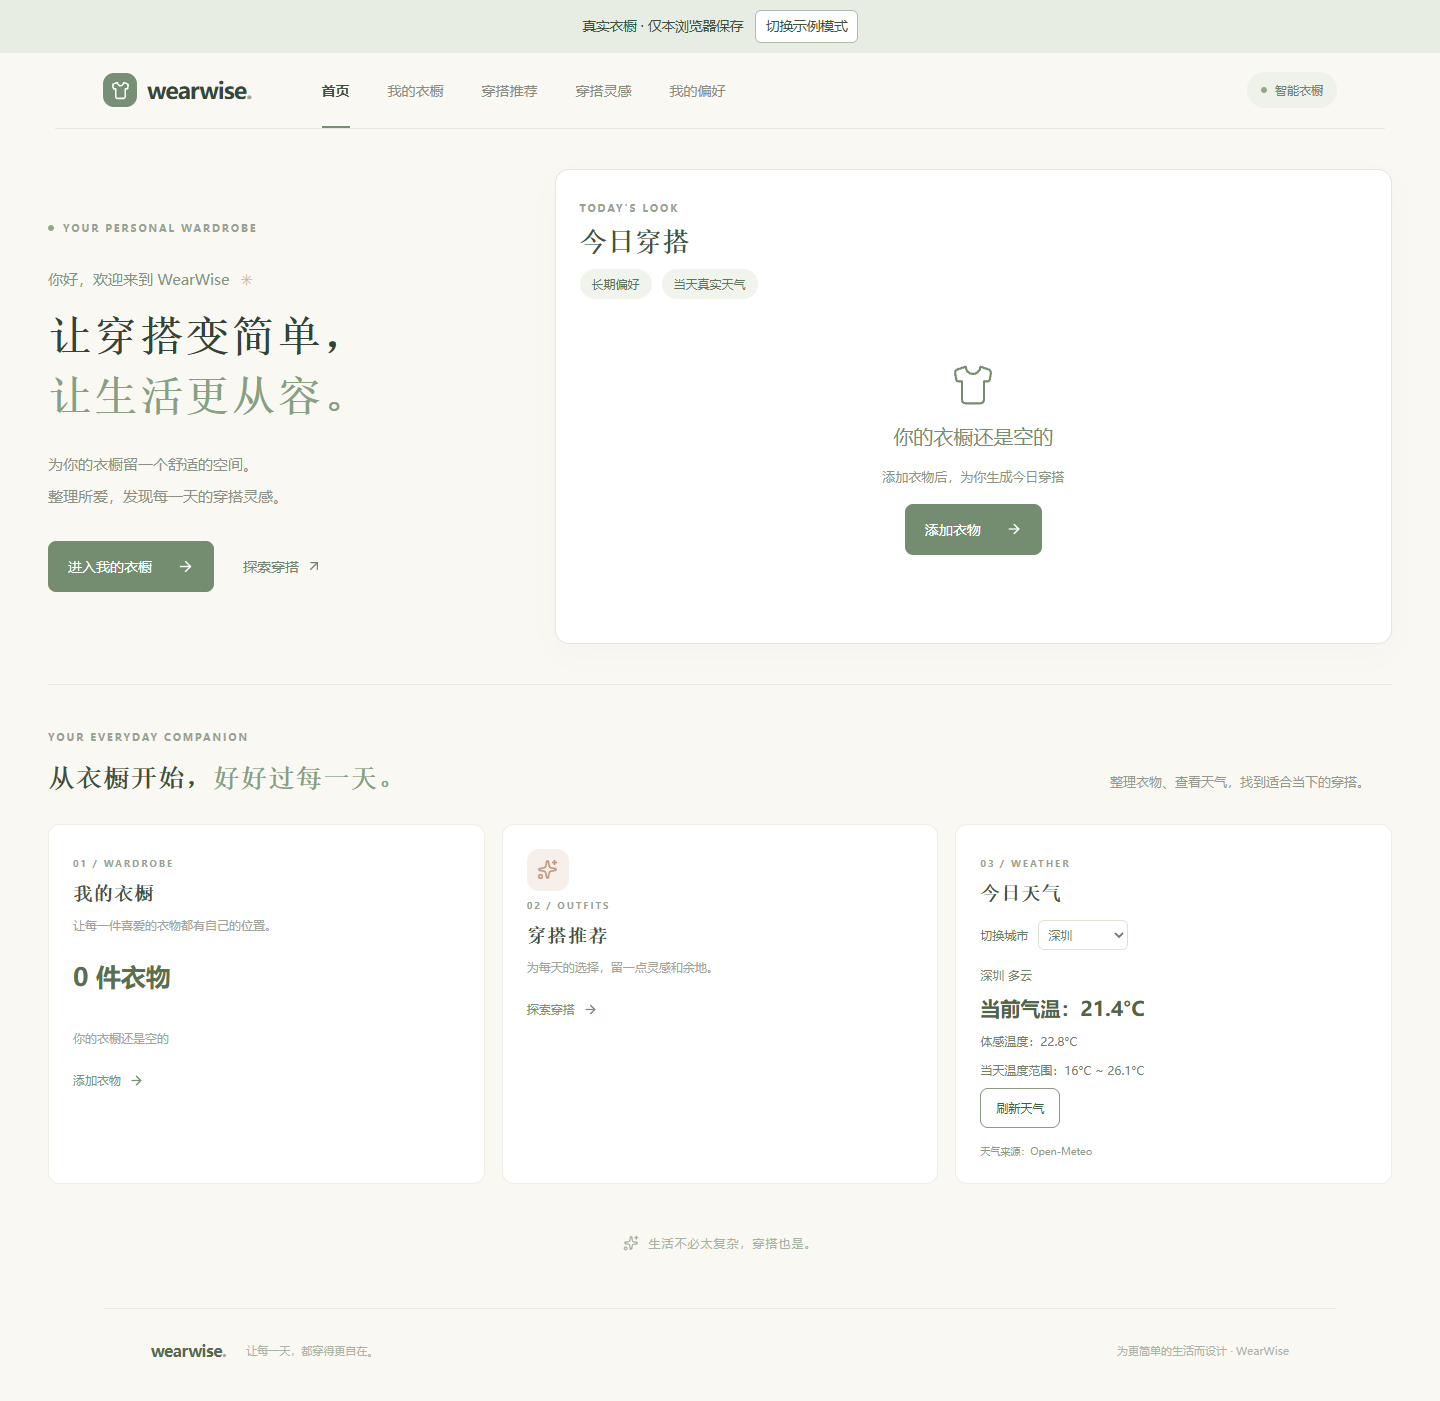 真实衣橱 · 仅本浏览器保存 切换示例模式
wearwise. 首页 我的衣橱 穿搭推荐 穿搭灵感 我的偏好 智能衣橱
YOUR PERSONAL WARDROBE
你好，欢迎来到 WearWise
让穿搭变简单，
让生活更从容。
为你的衣橱留一个舒适的空间。
整理所爱，发现每一天的穿搭灵感。
进入我的衣橱 → 探索穿搭 ↗
TODAY'S LOOK
今日穿搭
长期偏好 当天真实天气
你的衣橱还是空的
添加衣物后，为你生成今日穿搭
添加衣物 →
YOUR EVERYDAY COMPANION
从衣橱开始，好好过每一天。
整理衣物、查看天气，找到适合当下的穿搭。
01 / WARDROBE
我的衣橱
让每一件喜爱的衣物都有自己的位置。
0 件衣物
你的衣橱还是空的
添加衣物 →
02 / OUTFITS
穿搭推荐
为每天的选择，留一点灵感和余地。
探索穿搭 →
03 / WEATHER
今日天气
切换城市 深圳
深圳 多云
当前气温：21.4°C
体感温度：22.8°C
当天温度范围：16°C ~ 26.1°C
刷新天气
天气来源：Open-Meteo
生活不必太复杂，穿搭也是。
wearwise. 让每一天，都穿得更自在。
为更简单的生活而设计 · WearWise